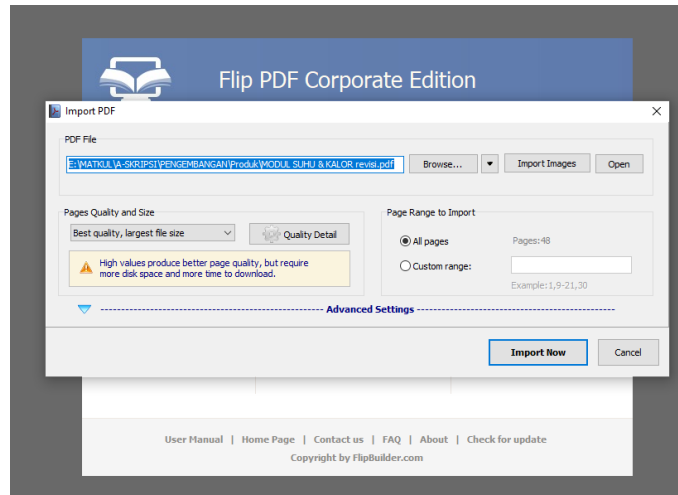 Flip PDF Corporate Edition
Import PDF
PDF File
E:\MATKUL\A-SKRIPSI\PENGEMBANGAN\Produk\MODUL SUHU & KALOR revisi.pdf
Browse...
Import Images
Open
Pages Quality and Size
Best quality, largest file size
Quality Detail
High values produce better page quality, but require
more disk space and more time to download.
Page Range to Import
All pages
Pages:48
Custom range:
Example:1,9-21,30
Advanced Settings
Import Now
Cancel
User Manual | Home Page | Contact us | FAQ | About | Check for update
Copyright by FlipBuilder.com